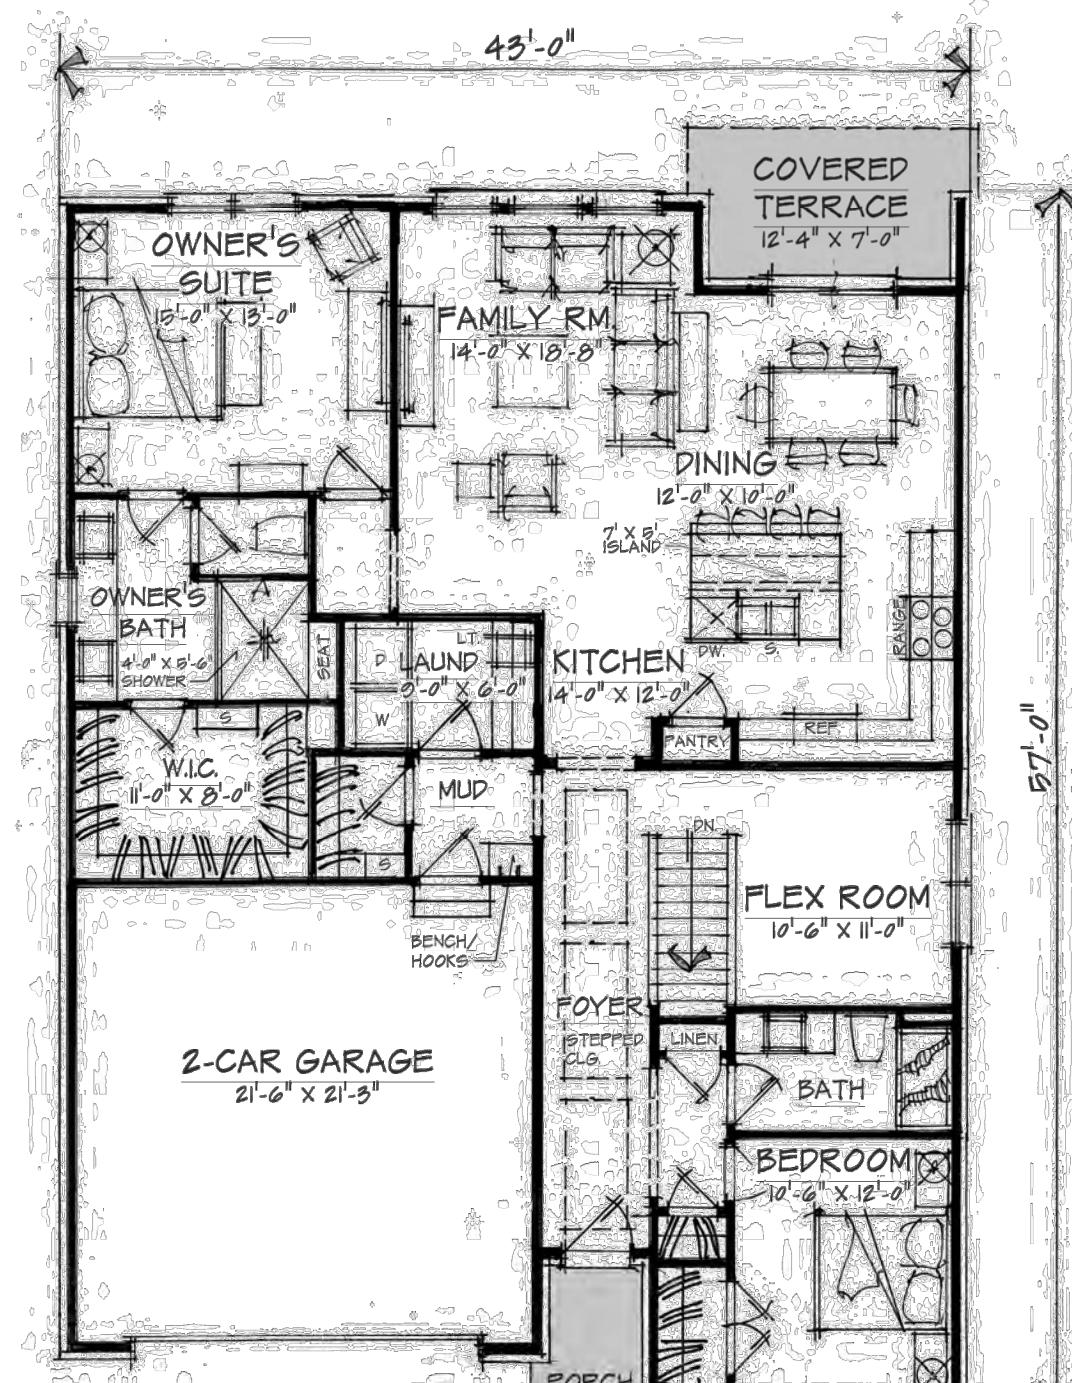 43'-0"
COVERED
TERRACE
12'-4" X 7'-0"
OWNER'S
SUITE
15'-0" X 13'-0"
FAMILY RM.
14'-0" X 18'-8"
DINING
12'-0" X 10'-0"
7' X 5'
ISLAND
OWNER'S
BATH
4'-0" X 5'-6"
SHOWER
SEAT
D
LT.
LAUND
9'-0" X 6'-0"
W
KITCHEN
14'-0" X 12'-0"
DW.
S.
RANGE
REF.
PANTRY
57'-0"
S
W.I.C.
11'-0" X 8'-0"
MUD
S
DN.
FLEX ROOM
10'-6" X 11'-0"
BENCH/
HOOKS
FOYER
STEPPED
CLG.
LINEN
2-CAR GARAGE
21'-6" X 21'-3"
BATH
BEDROOM
10'-6" X 12'-0"
PORCH